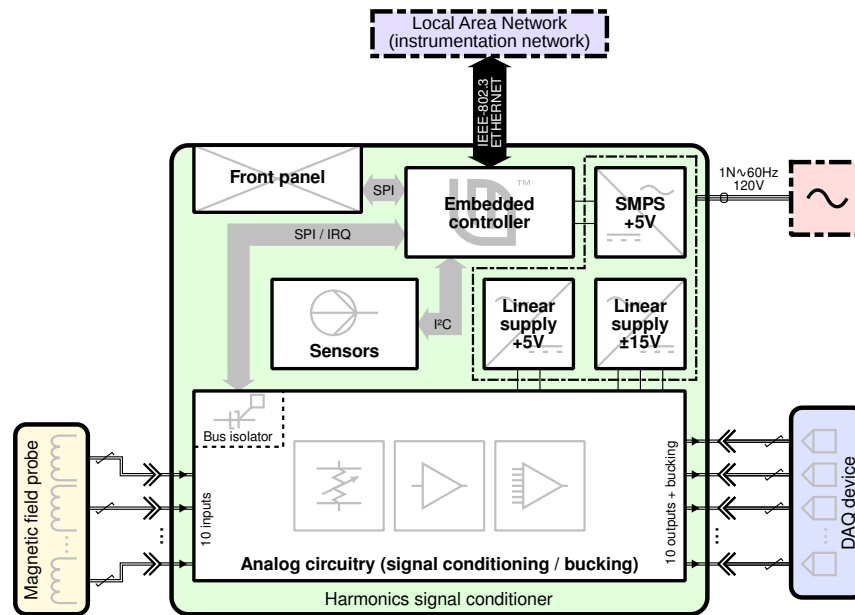 Local Area Network
(instrumentation network)
IEEE-802.3
ETHERNET
Front panel
SPI
™
Embedded
controller
SMPS
+5V
1N∿60Hz
120V
SPI / IRQ
I²C
Sensors
Linear
supply
+5V
Linear
supply
±15V
Bus isolator
Magnetic field probe
10 inputs
10 outputs + bucking
DAQ device
Analog circuitry (signal conditioning / bucking)
Harmonics signal conditioner